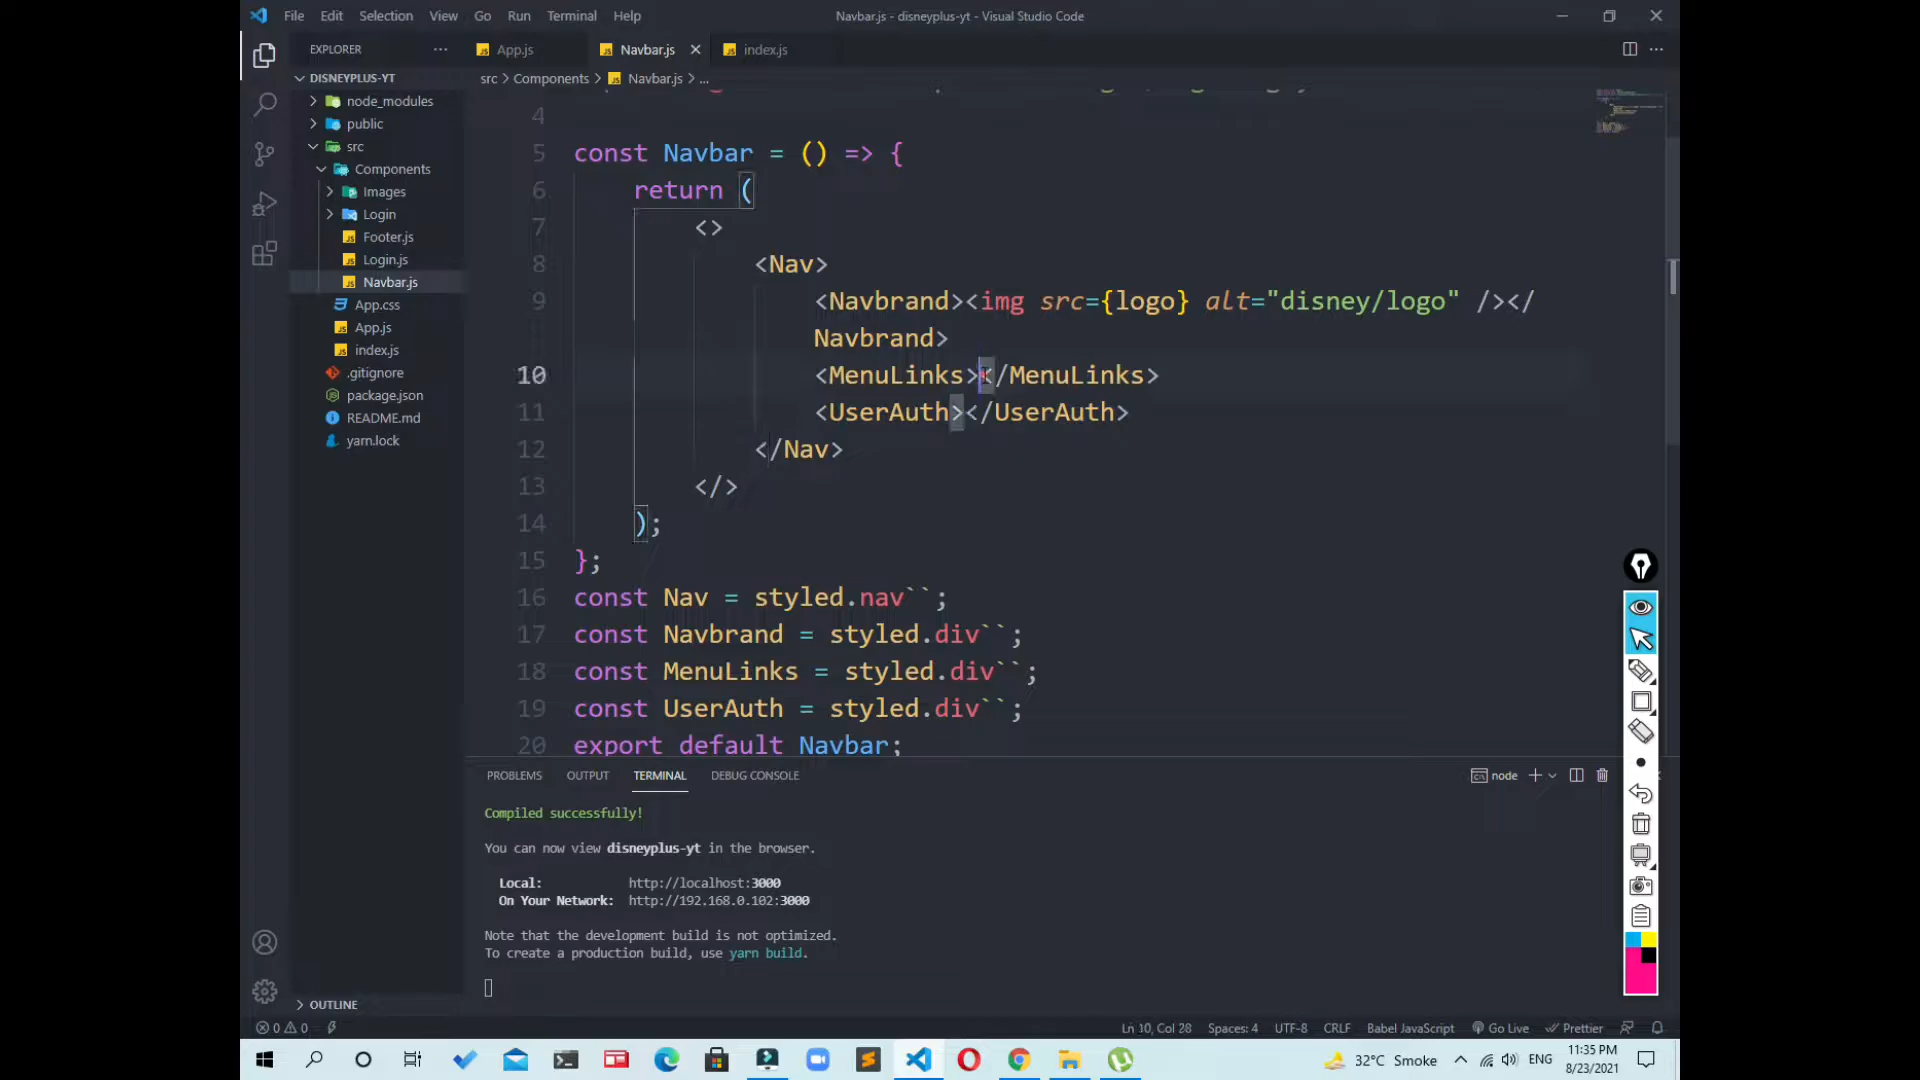 File Edit Selection View Go Run Terminal Help
Navbar.js - disneyplus-yt - Visual Studio Code
EXPLORER
App.js Navbar.js index.js
DISNEYPLUS-YT
src > Components > Navbar.js > ...
node_modules
public
src
Components
Images
Login
Footer.js
Login.js
Navbar.js
App.css
App.js
index.js
.gitignore
package.json
README.md
yarn.lock
OUTLINE
4
5 const Navbar = () => {
6 return (
7 <>
8 <Nav>
9 <Navbrand><img src={logo} alt="disney/logo" /></
Navbrand>
10 <MenuLinks></MenuLinks>
11 <UserAuth></UserAuth>
12 </Nav>
13 </>
14 );
15 };
16 const Nav = styled.nav``;
17 const Navbrand = styled.div``;
18 const MenuLinks = styled.div``;
19 const UserAuth = styled.div``;
20 export default Navbar;
PROBLEMS OUTPUT TERMINAL DEBUG CONSOLE
node
Compiled successfully!
You can now view disneyplus-yt in the browser.
Local: http://localhost:3000
On Your Network: http://192.168.0.102:3000
Note that the development build is not optimized.
To create a production build, use yarn build.
0 0
Ln 10, Col 28 Spaces: 4 UTF-8 CRLF Babel JavaScript Go Live Prettier
32°C Smoke ENG
11:35 PM
8/23/2021